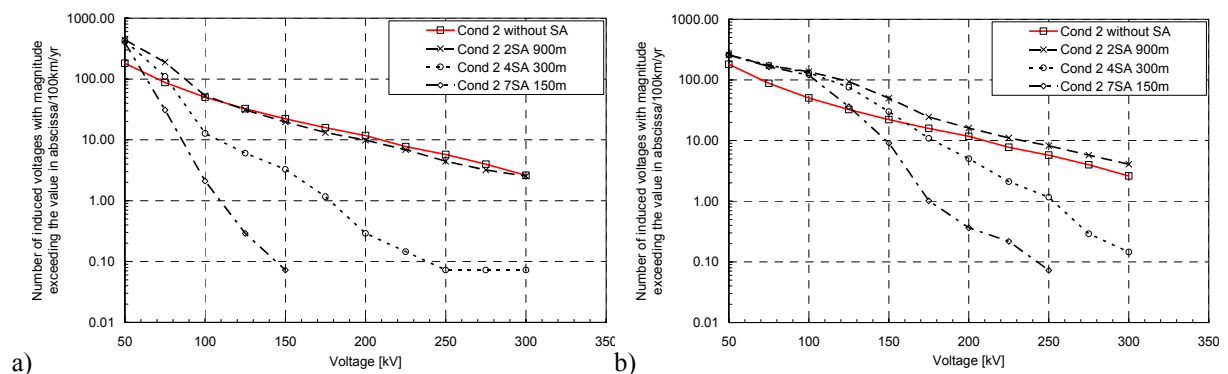 1000.00
100.00
10.00
1.00
0.10
0.01
Number of induced voltages with magnitude
exceeding the value in abscissa/100km/yr
Cond 2 without SA
Cond 2 2SA 900m
Cond 2 4SA 300m
Cond 2 7SA 150m
50 100 150 200 250 300 350
Voltage [kV]
a)
1000.00
100.00
10.00
1.00
0.10
0.01
Number of induced voltages with magnitude
exceeding the value in abscissa/100km/yr
Cond 2 without SA
Cond 2 2SA 900m
Cond 2 4SA 300m
Cond 2 7SA 150m
50 100 150 200 250 300 350
Voltage [kV]
b)